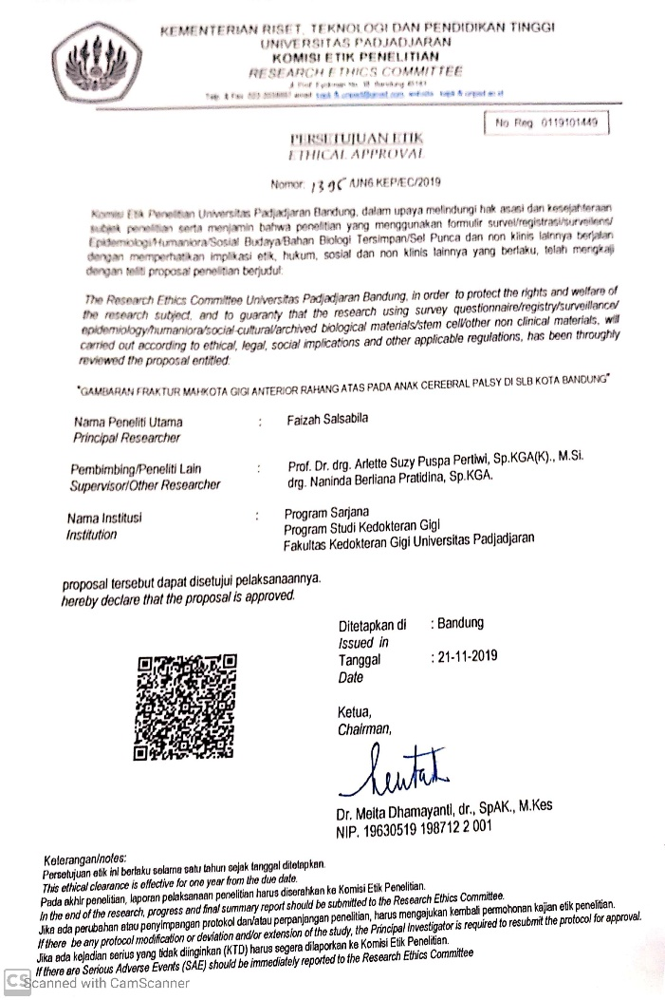 KEMENTERIAN RISET, TEKNOLOGI DAN PENDIDIKAN TINGGI
UNIVERSITAS PADJADJARAN
KOMISI ETIK PENELITIAN
RESEARCH ETHICS COMMITTEE
Jl. Prof. Eyckman No. 38 Bandung 40161
Telp. & Fax 022-2038697 email:
No Reg 0119101449
PERSETUJUAN ETIK
ETHICAL APPROVAL
Nomor: 1396 /UN6.KEP/EC/2019
Komisi Etik Penelitian Universitas Padjadjaran Bandung, dalam upaya melindungi hak asasi dan kesejahteraan
subjek penelitian serta menjamin bahwa penelitian yang menggunakan formulir survei/registrasi/surveilens/
Epidemiologi/Humaniora/Sosial Budaya/Bahan Biologi Tersimpan/Sel Punca dan non klinis lainnya berjalan
dengan memperhatikan implikasi etik, hukum, sosial dan non klinis lainnya yang berlaku, telah mengkaji
dengan teliti proposal penelitian berjudul:
The Research Ethics Committee Universitas Padjadjaran Bandung, in order to protect the rights and welfare of
the research subject, and to guaranty that the research using survey questionnaire/registry/surveillance/
epidemiology/humaniora/social-cultural/archived biological materials/stem cell/other non clinical materials, will
carried out according to ethical, legal, social implications and other applicable regulations, has been throughly
reviewed the proposal entitled:
"GAMBARAN FRAKTUR MAHKOTA GIGI ANTERIOR RAHANG ATAS PADA ANAK CEREBRAL PALSY DI SLB KOTA BANDUNG"
Nama Peneliti Utama : Faizah Salsabila
Principal Researcher
Pembimbing/Peneliti Lain : Prof. Dr. drg. Arlette Suzy Puspa Pertiwi, Sp.KGA(K)., M.Si.
Supervisor/Other Researcher drg. Naninda Berliana Pratidina, Sp.KGA.
Nama Institusi : Program Sarjana
Institution Program Studi Kedokteran Gigi
Fakultas Kedokteran Gigi Universitas Padjadjaran
proposal tersebut dapat disetujui pelaksanaannya.
hereby declare that the proposal is approved.
Ditetapkan di : Bandung
Issued in
Tanggal : 21-11-2019
Date
Ketua,
Chairman,
Dr. Meita Dhamayanti, dr., SpAK., M.Kes
NIP. 19630519 198712 2 001
Keterangan/notes:
Persetujuan etik ini berlaku selama satu tahun sejak tanggal ditetapkan.
This ethical clearance is effective for one year from the due date.
Pada akhir penelitian, laporan pelaksanaan penelitian harus diserahkan ke Komisi Etik Penelitian.
In the end of the research, progress and final summary report should be submitted to the Research Ethics Committee.
Jika ada perubahan atau penyimpangan protokol dan/atau perpanjangan penelitian, harus mengajukan kembali permohonan kajian etik penelitian.
If there be any protocol modification or deviation and/or extension of the study, the Principal Investigator is required to resubmit the protocol for approval.
Jika ada kejadian serius yang tidak diinginkan (KTD) harus segera dilaporkan ke Komisi Etik Penelitian.
If there are Serious Adverse Events (SAE) should be immediately reported to the Research Ethics Committee
CS Scanned with CamScanner